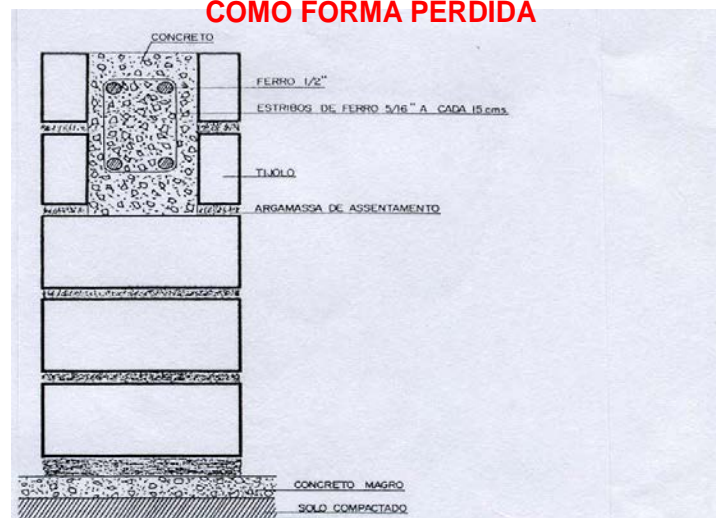 COMO FORMA PERDIDA
CONCRETO
FERRO 1/2"
ESTRIBOS DE FERRO 5/16" A CADA 15 cms.
TIJOLO
ARGAMASSA DE ASSENTAMENTO
CONCRETO MAGRO
SOLO COMPACTADO